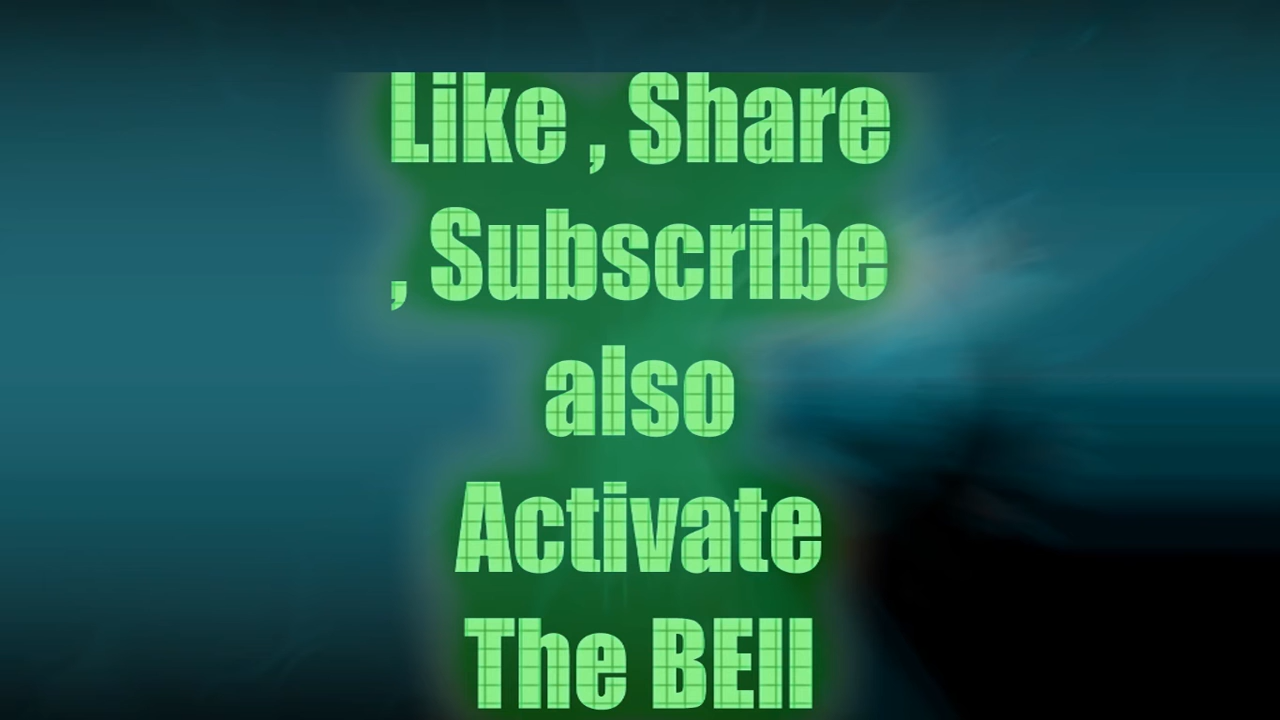 Like , Share
, Subscribe
also
Activate
The BEll